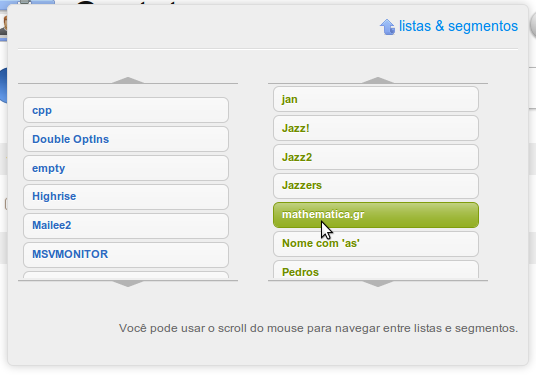 listas & segmentos
cpp
Double OptIns
empty
Highrise
Mailee2
MSVMONITOR
jan
Jazz!
Jazz2
Jazzers
mathematica.gr
Nome com 'as'
Pedros
Você pode usar o scroll do mouse para navegar entre listas e segmentos.